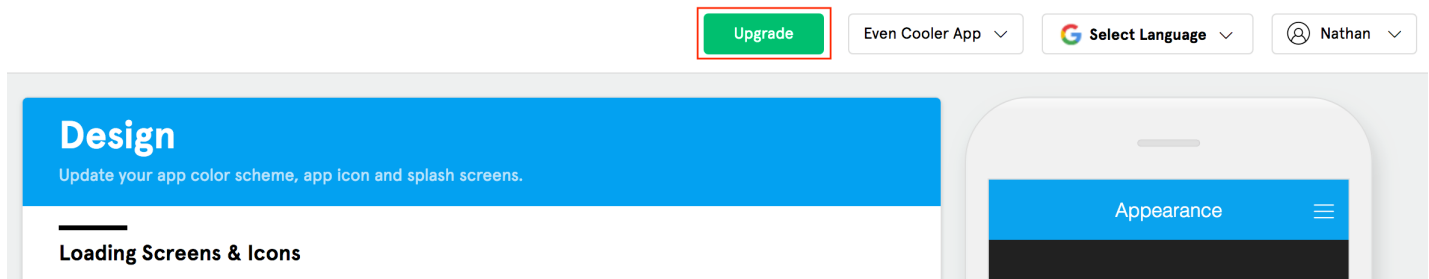 Upgrade
Even Cooler App
Select Language
Nathan
Design
Update your app color scheme, app icon and splash screens.
Appearance
Loading Screens & Icons